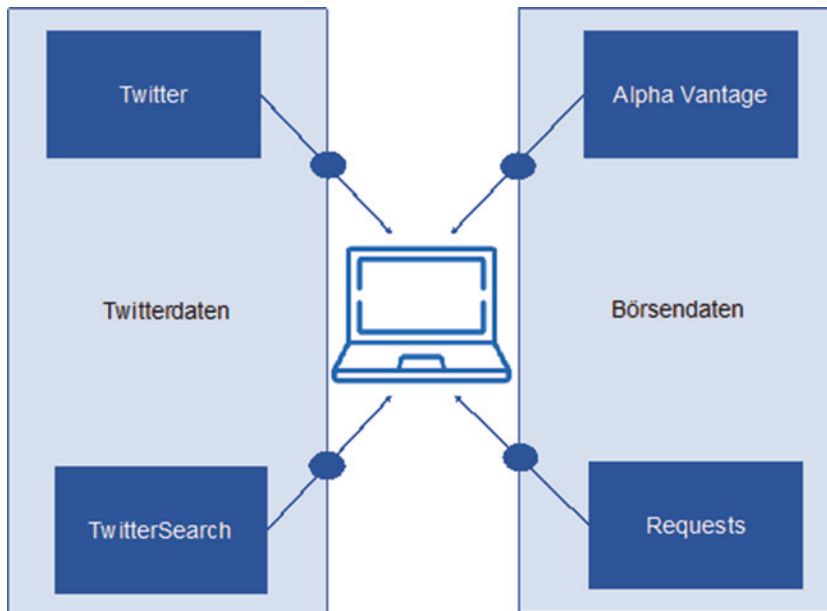 Twitter
Alpha Vantage
Twitterdaten
Börsendaten
TwitterSearch
Requests